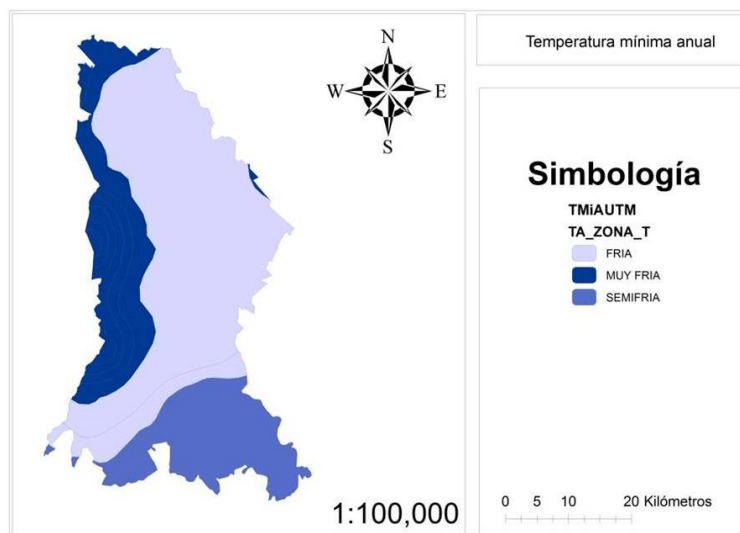 Temperatura mínima anual
N
W E
S
Simbología
TMiAUTM
TA_ZONA_T
FRIA
MUY FRIA
SEMIFRIA
1:100,000
0 5 10 20 Kilómetros